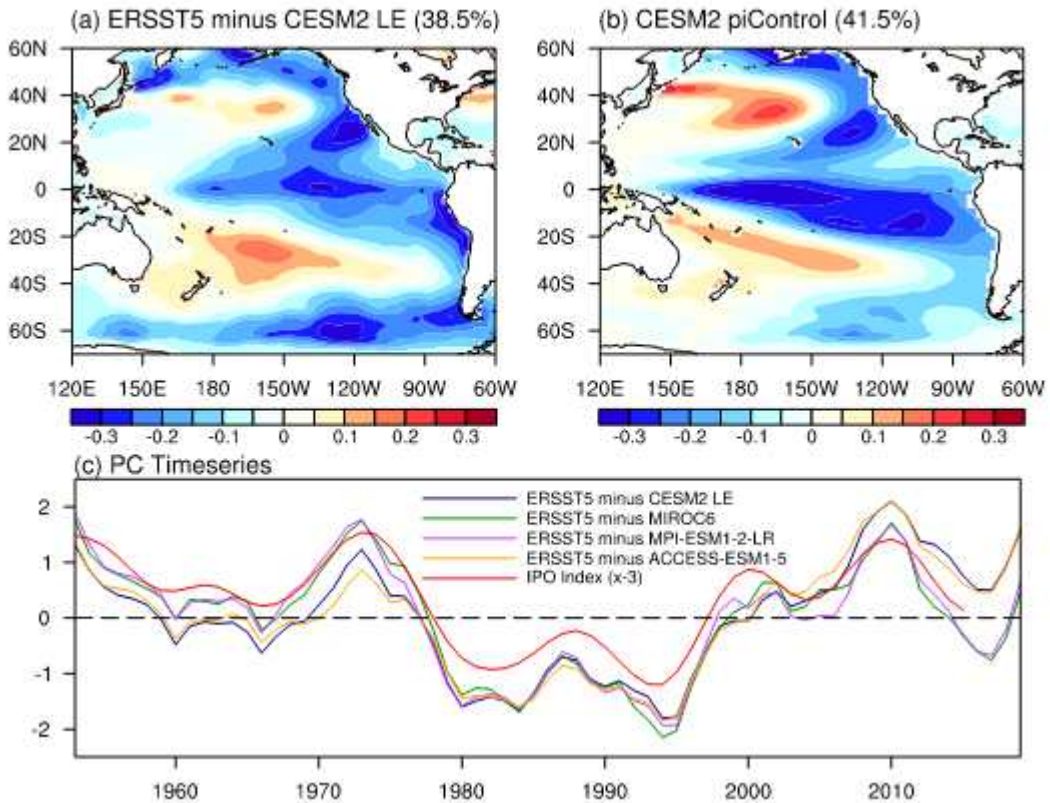 (a) ERSST5 minus CESM2 LE (38.5%)
(b) CESM2 piControl (41.5%)
60N
40N
20N
0
20S
40S
60S
120E 150E 180 150W 120W 90W 60W
-0.3 -0.2 -0.1 0 0.1 0.2 0.3
60N
40N
20N
0
20S
40S
60S
120E 150E 180 150W 120W 90W 60W
-0.3 -0.2 -0.1 0 0.1 0.2 0.3
(c) PC Timeseries
ERSST5 minus CESM2 LE
ERSST5 minus MIROC6
ERSST5 minus MPI-ESM1-2-LR
ERSST5 minus ACCESS-ESM1-5
IPO Index (x-3)
2
1
0
-1
-2
1960 1970 1980 1990 2000 2010